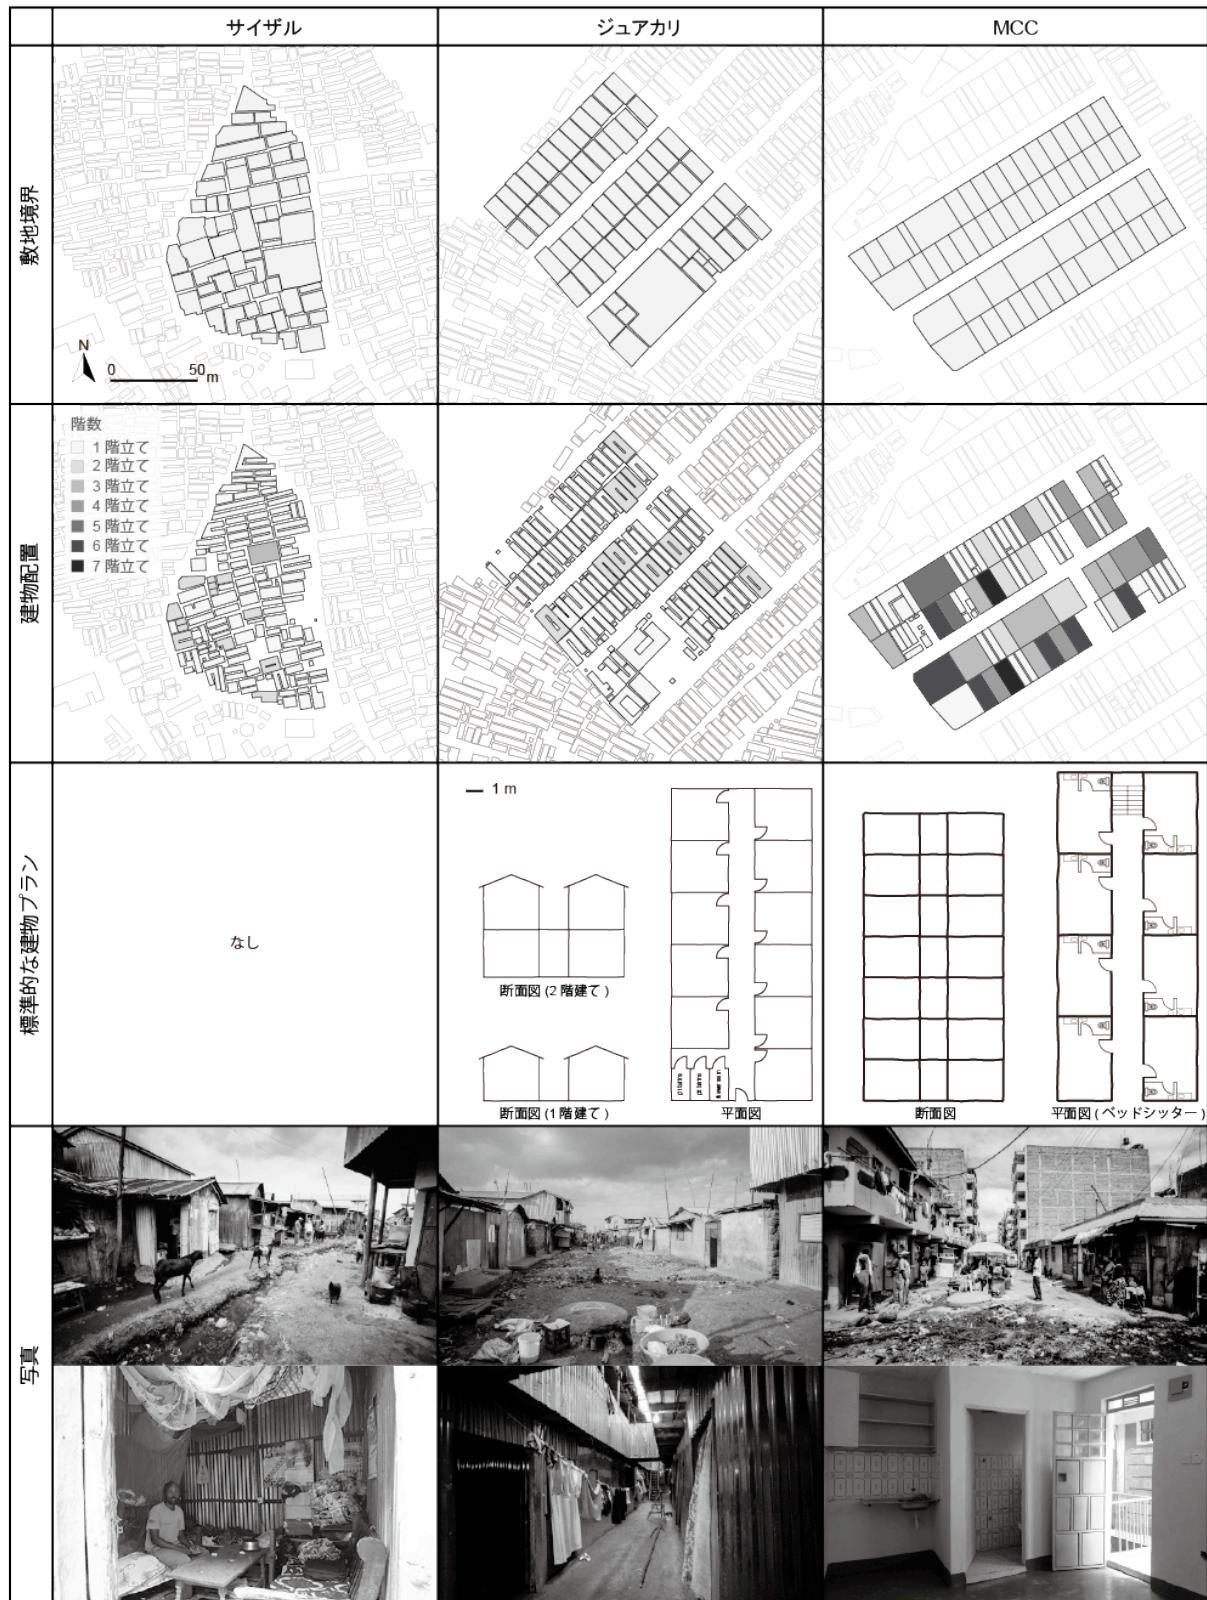 サイザル
ジュアカリ
MCC
敷地境界
N
0
50 m
建物配置
階数
1 階立て
2 階立て
3 階立て
4 階立て
5 階立て
6 階立て
7 階立て
標準的な建物プラン
なし
1 m
断面図 (2 階建て )
断面図 (1 階建て )
平面図
断面図
平面図 ( ベッドシッター )
写真